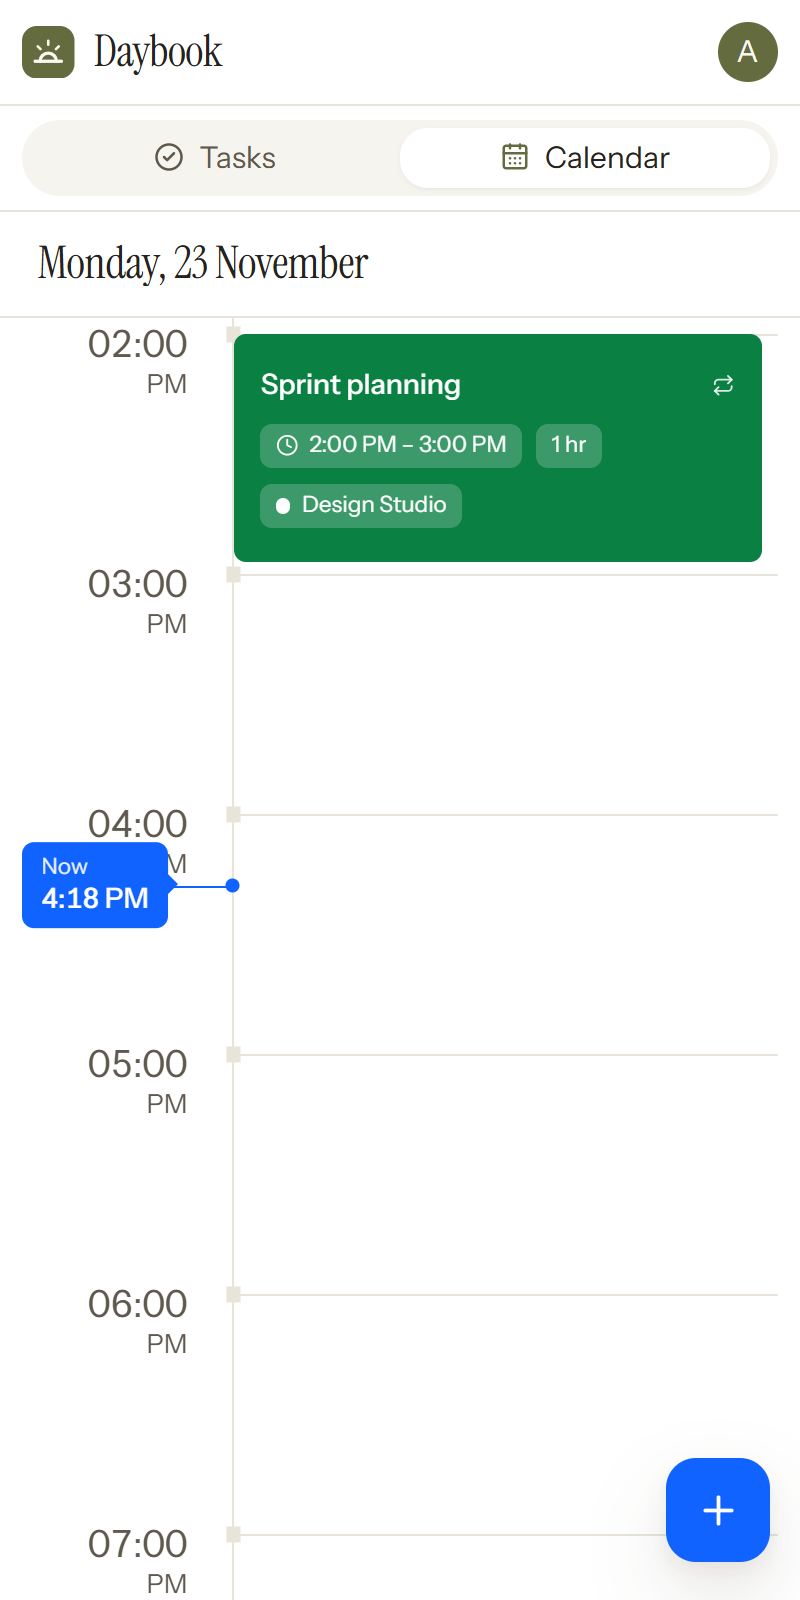 Daybook
A
Tasks
Calendar
Monday, 23 November
02:00
PM
Sprint planning
2:00 PM – 3:00 PM
1 hr
Design Studio
03:00
PM
04:00
M
Now
4:18 PM
05:00
PM
06:00
PM
07:00
PM